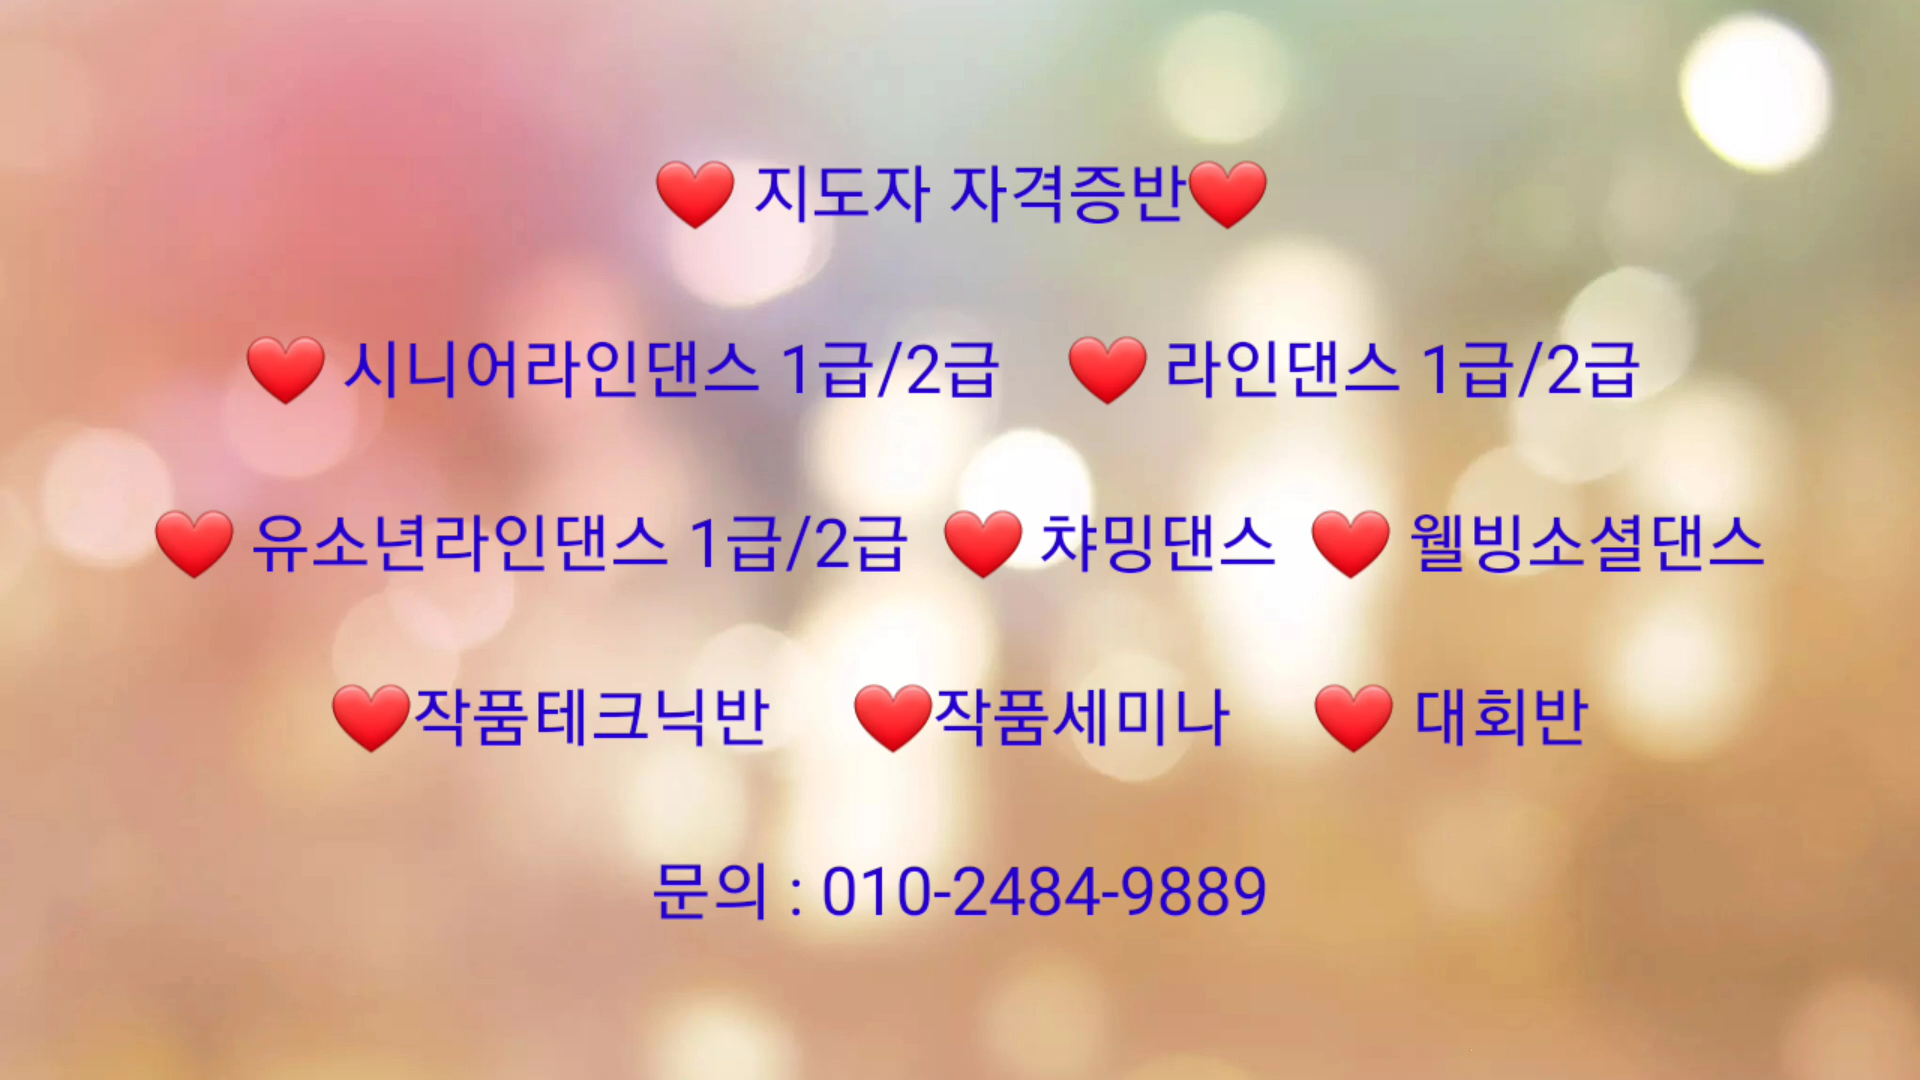 ❤️ 지도자 자격증반❤️
❤️ 시니어라인댄스 1급/2급 ❤️ 라인댄스 1급/2급
❤️ 유소년라인댄스 1급/2급 ❤️ 챠밍댄스 ❤️ 웰빙소셜댄스
❤️작품테크닉반 ❤️작품세미나 ❤️ 대회반
문의 : 010-2484-9889